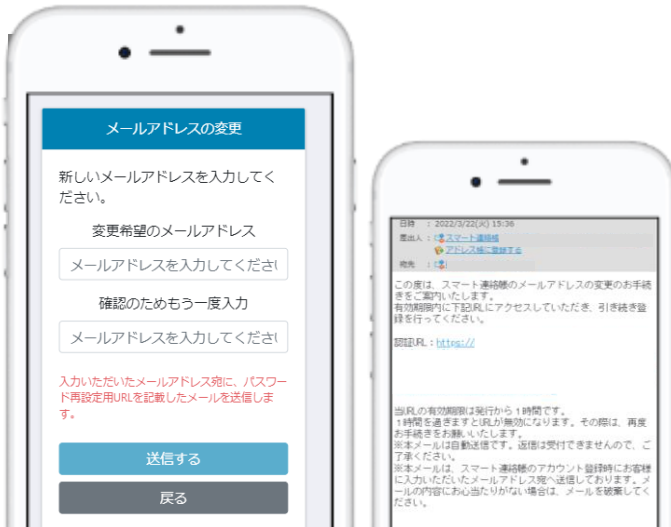 メールアドレスの変更
新しいメールアドレスを入力してく
ださい。
変更希望のメールアドレス
メールアドレスを入力してくださ
確認のためもう一度入力
メールアドレスを入力してくださ
入力いただいたメールアドレス宛に、パスワー
ド再設定用URLを記載したメールを送信しま
す。
送信する
戻る
日時 : 2022/3/22(火) 15:36
差出人 : スマート連絡帳
アドレス帳に登録する
宛先 :
この度は、スマート連絡帳のメールアドレスの変更のお手続
きをご案内いたします。
有効期限内に下記URLにアクセスしていただき、引き続き登
録を行ってください。
認証URL：https://
当URLの有効期限は発行から１時間です。
１時間を過ぎますとURLが無効になります。その際は、再度
お手続きをお願いいたします。
※本メールは自動送信です。返信は受付できませんので、ご
了承ください。
※本メールは、スマート連絡帳のアカウント登録時にお客様
に入力いただいたメールアドレス宛へ送信しております。メ
ールの内容にお心当たりがない場合は、メールを破棄してく
ださい。